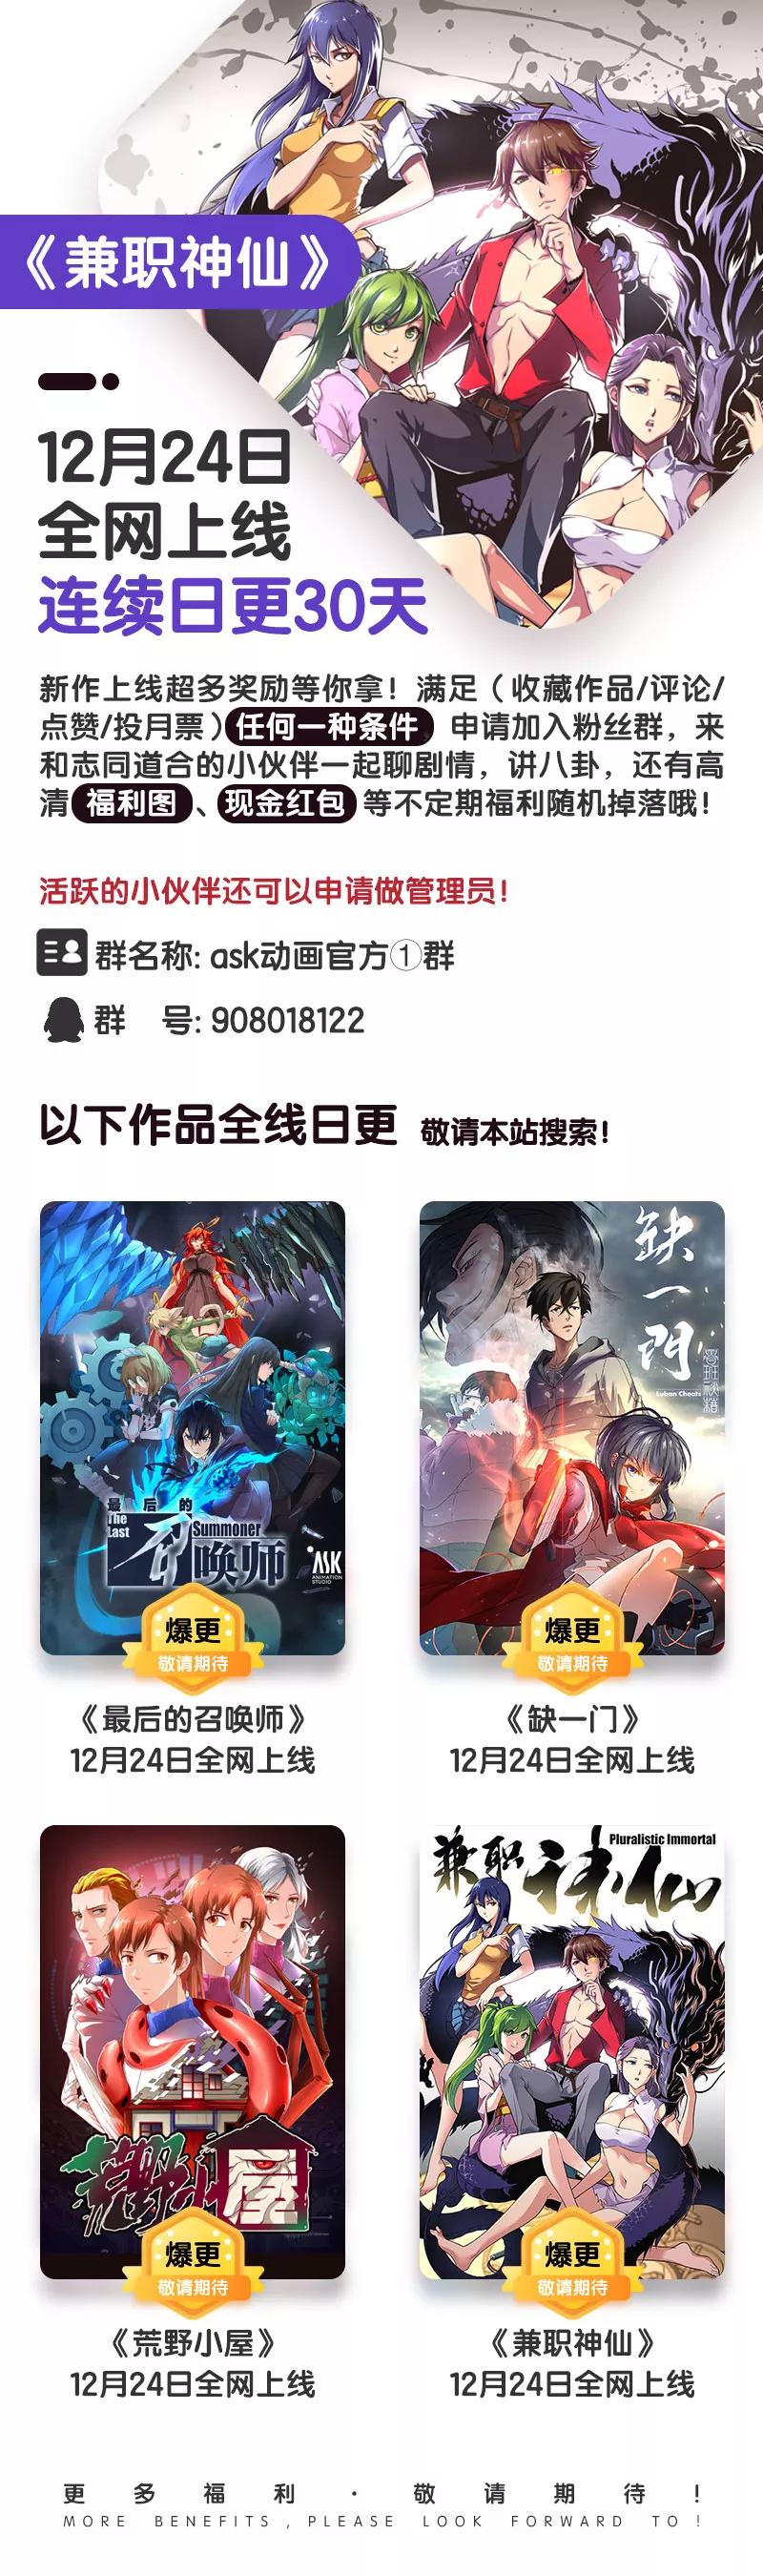 《兼职神仙》
12月24日
全网上线
连续日更30天
新作上线超多奖励等你拿！满足（收藏作品/评论/
点赞/投月票）任何一种条件，申请加入粉丝群，来
和志同道合的小伙伴一起聊剧情，讲八卦，还有高
清 福利图、现金红包 等不定期福利随机掉落哦！
活跃的小伙伴还可以申请做管理员！
群名称: ask动画官方①群
群 号: 908018122
以下作品全线日更 敬请本站搜索！
最后的
The Last
召唤师
Summoner
ASK
ANIMATION
STUDIO
爆更
敬请期待
《最后的召唤师》
12月24日全网上线
缺一门
Luban Cheats
爆更
敬请期待
《缺一门》
12月24日全网上线
荒野小屋
爆更
敬请期待
《荒野小屋》
12月24日全网上线
Pluralistic Immortal
兼职神仙
爆更
敬请期待
《兼职神仙》
12月24日全网上线
更多福利·敬请期待！
MORE BENEFITS, PLEASE LOOK FORWARD TO!